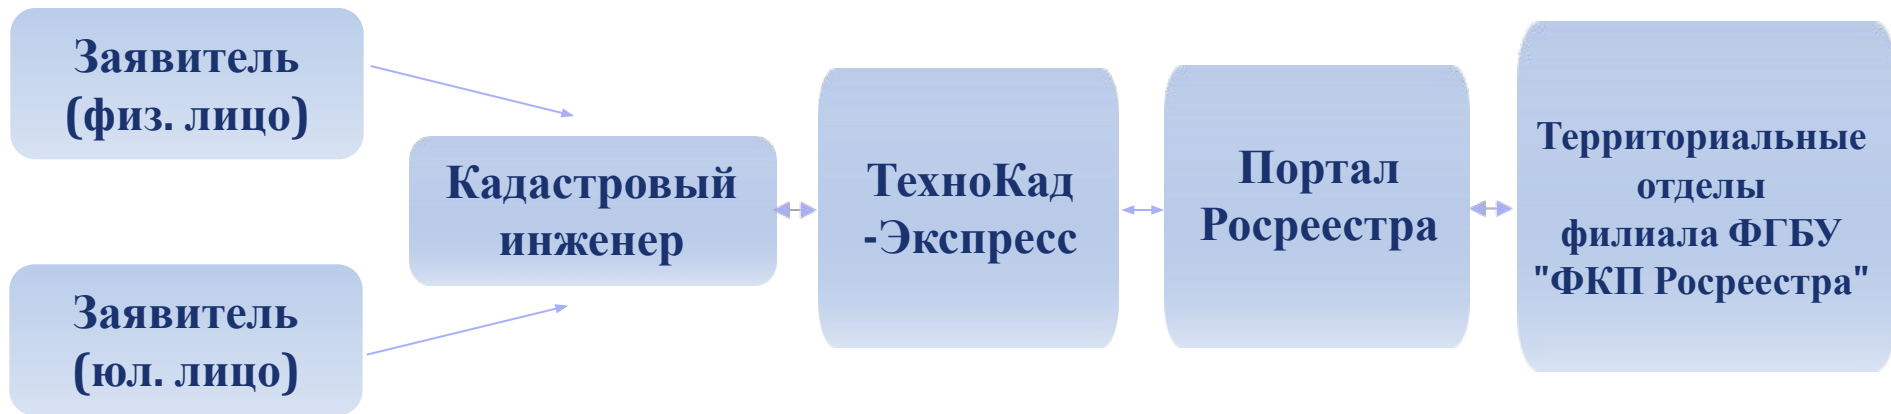 Заявитель
(физ. лицо)
Заявитель
(юл. лицо)
Кадастровый
инженер
ТехноКад
-Экспресс
Портал
Росреестра
Территориальные
отделы
филиала ФГБУ
"ФКП Росреестра"